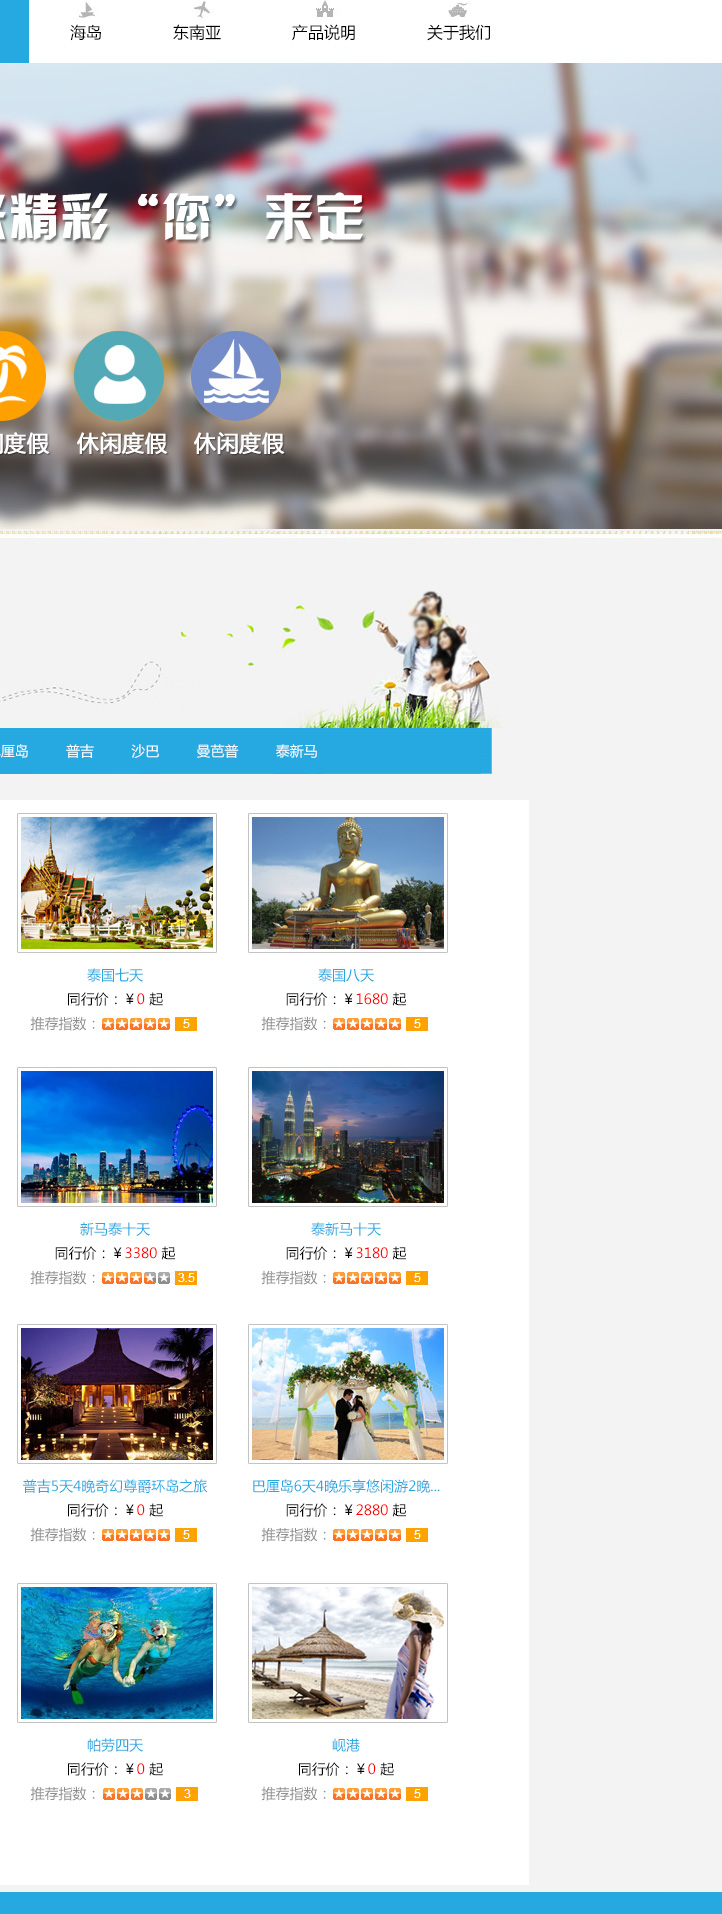 海岛 东南亚 产品说明 关于我们
精彩“您”来定
度假 休闲度假 休闲度假
厘岛 普吉 沙巴 曼芭普 泰新马
泰国七天 泰国八天
同行价：¥0 起 同行价：¥1680 起
推荐指数： 5 推荐指数： 5
新马泰十天 泰新马十天
同行价：¥3380 起 同行价：¥3180 起
推荐指数： 3.5 推荐指数： 5
普吉5天4晚奇幻尊爵环岛之旅 巴厘岛6天4晚乐享悠闲游2晚...
同行价：¥0 起 同行价：¥2880 起
推荐指数： 5 推荐指数： 5
帕劳四天 岘港
同行价：¥0 起 同行价：¥0 起
推荐指数： 3 推荐指数： 5